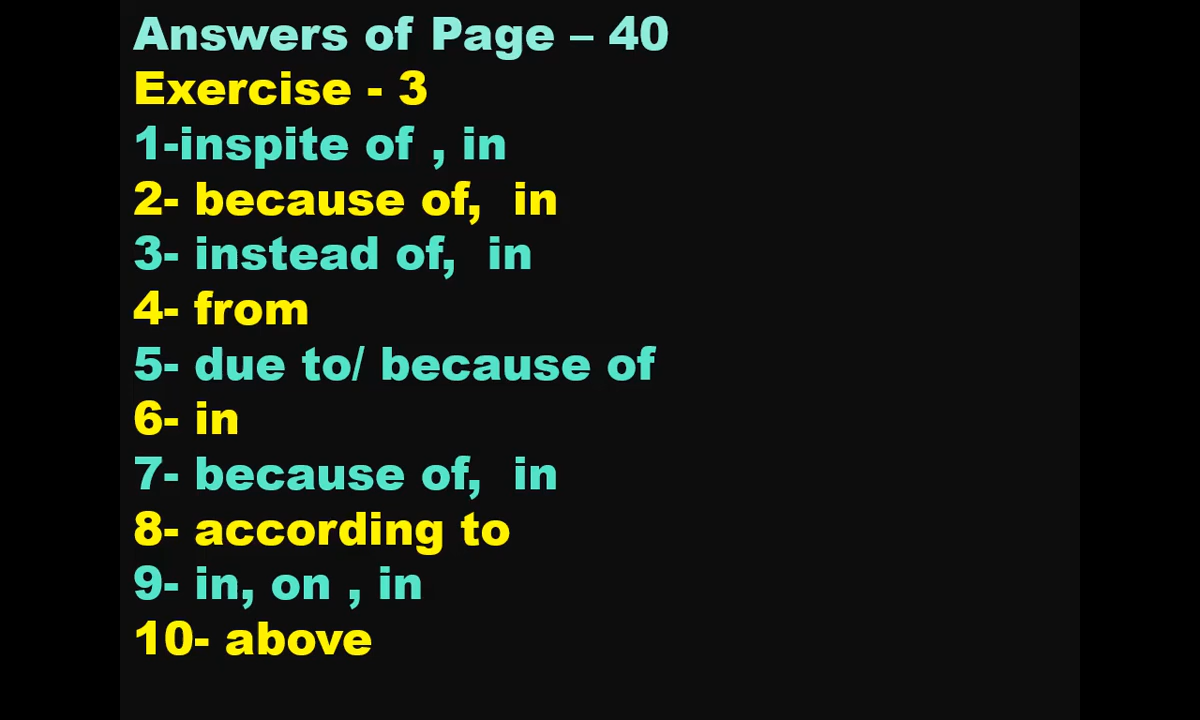 Answers of Page – 40
Exercise - 3
1-inspite of , in
2- because of,  in
3- instead of,  in
4- from
5- due to/ because of
6- in
7- because of,  in
8- according to
9- in, on , in
10- above